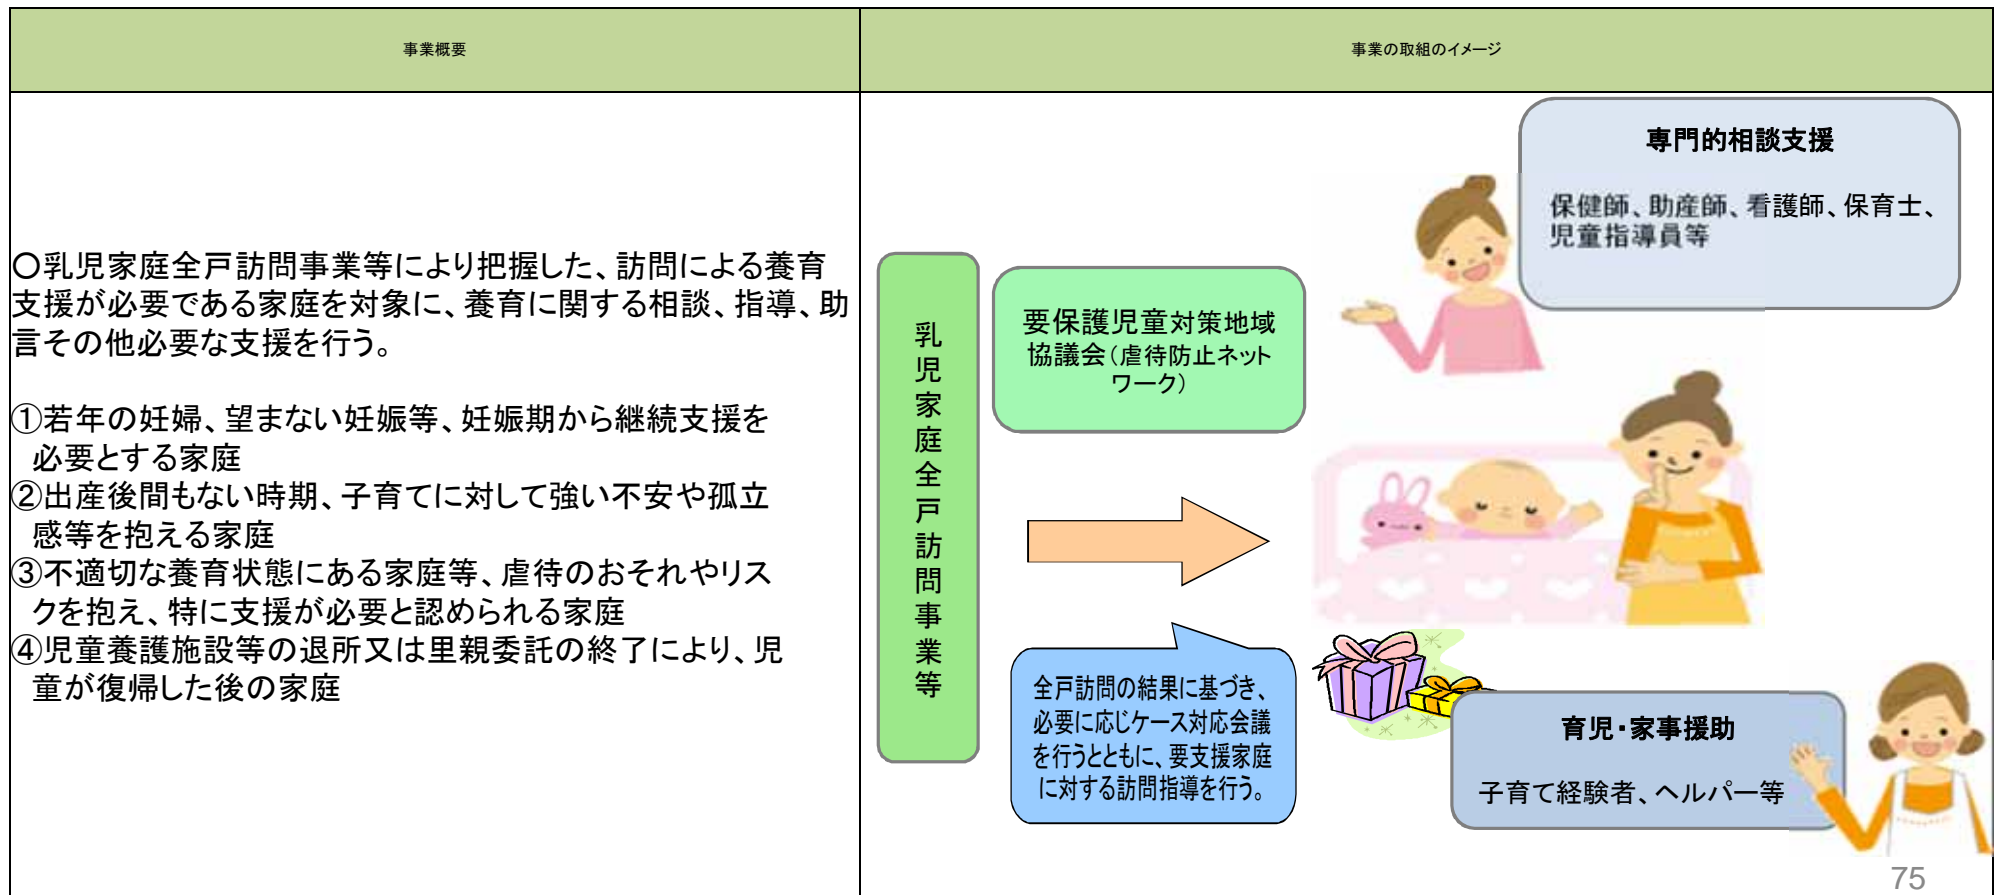 事業概要
事業の取組のイメージ
〇乳児家庭全戸訪問事業等により把握した、訪問による養育
支援が必要である家庭を対象に、養育に関する相談、指導、助
言その他必要な支援を行う。
①若年の妊婦、望まない妊娠等、妊娠期から継続支援を
必要とする家庭
②出産後間もない時期、子育てに対して強い不安や孤立
感等を抱える家庭
③不適切な養育状態にある家庭等、虐待のおそれやリス
クを抱え、特に支援が必要と認められる家庭
④児童養護施設等の退所又は里親委託の終了により、児
童が復帰した後の家庭
乳児家庭全戸訪問事業等
要保護児童対策地域
協議会(虐待防止ネット
ワーク)
全戸訪問の結果に基づき、
必要に応じケース対応会議
を行うとともに、要支援家庭
に対する訪問指導を行う。
専門的相談支援
保健師、助産師、看護師、保育士、
児童指導員等
育児・家事援助
子育て経験者、ヘルパー等
75